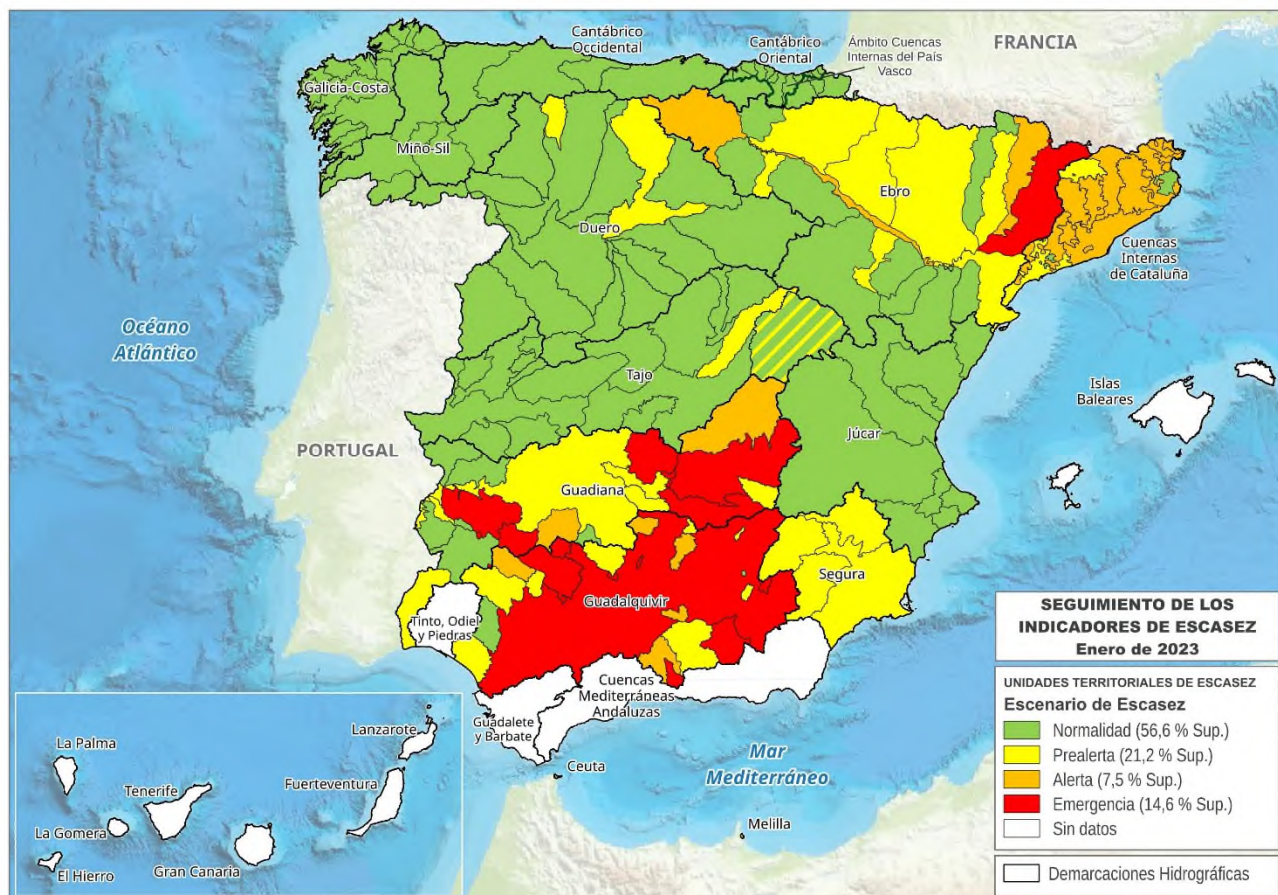 Cantábrico
Occidental
Cantábrico
Oriental
Ámbito Cuencas
Internas del País
Vasco
FRANCIA
Galicia-Costa
Miño-Sil
Ebro
Duero
Cuencas
Internas
de Cataluña
Océano
Atlántico
Tajo
Islas
Baleares
Júcar
PORTUGAL
Guadiana
Segura
Guadalquivir
Tinto, Odiel
y Piedras
Cuencas
Mediterráneas
Andaluzas
Guadalete
y Barbate
Ceuta
Mar
Mediterráneo
Melilla
Lanzarote
La Palma
Fuerteventura
Tenerife
La Gomera
El Hierro
Gran Canaria
SEGUIMIENTO DE LOS
INDICADORES DE ESCASEZ
Enero de 2023
UNIDADES TERRITORIALES DE ESCASEZ
Escenario de Escasez
Normalidad (56,6 % Sup.)
Prealerta (21,2 % Sup.)
Alerta (7,5 % Sup.)
Emergencia (14,6 % Sup.)
Sin datos
Demarcaciones Hidrográficas